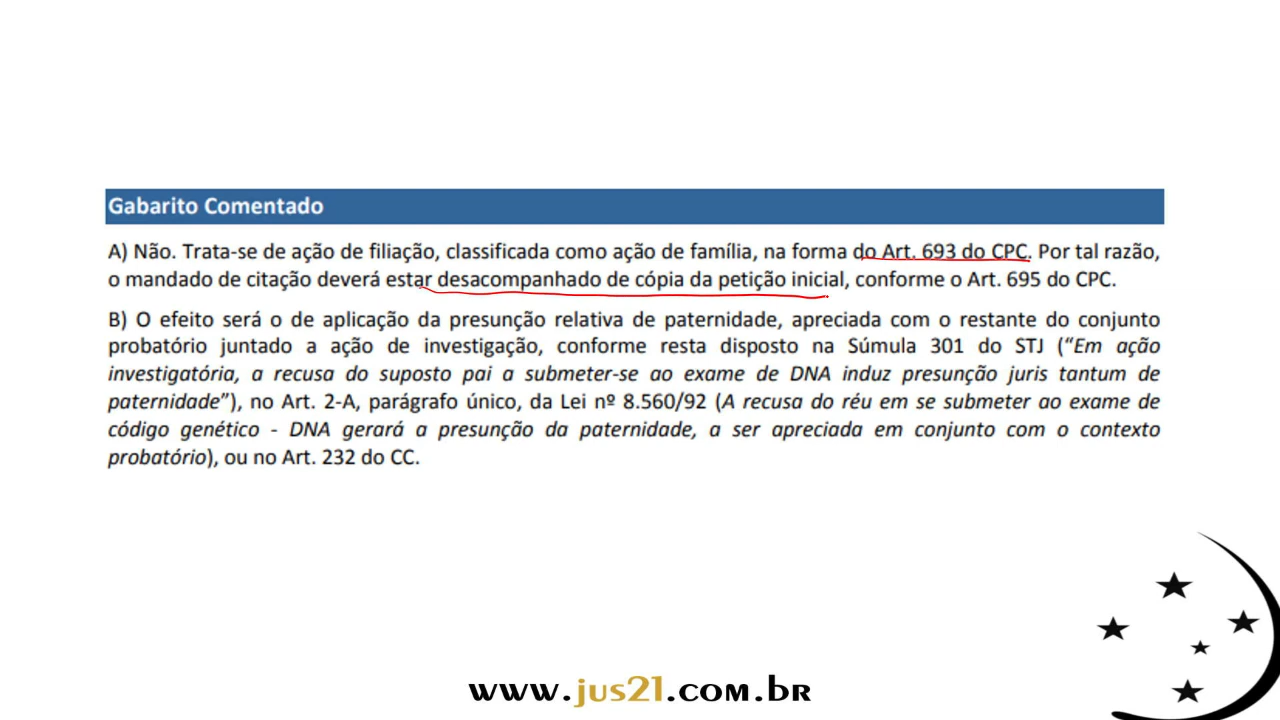 Gabarito Comentado
A) Não. Trata-se de ação de filiação, classificada como ação de família, na forma do Art. 693 do CPC. Por tal razão,
o mandado de citação deverá estar desacompanhado de cópia da petição inicial, conforme o Art. 695 do CPC.
B) O efeito será o de aplicação da presunção relativa de paternidade, apreciada com o restante do conjunto
probatório juntado a ação de investigação, conforme resta disposto na Súmula 301 do STJ (“Em ação
investigatória, a recusa do suposto pai a submeter-se ao exame de DNA induz presunção juris tantum de
paternidade”), no Art. 2-A, parágrafo único, da Lei nº 8.560/92 (A recusa do réu em se submeter ao exame de
código genético - DNA gerará a presunção da paternidade, a ser apreciada em conjunto com o contexto
probatório), ou no Art. 232 do CC.
www.jus21.com.br